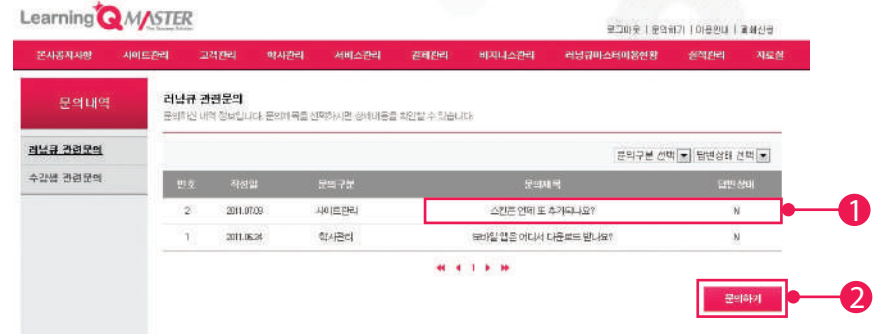 Learning Q MASTER
로그아웃 | 문의하기 | 이용안내 | 폐쇄신청
본사공지사항 사이트관리 고객관리 학사관리 서비스관리 결제관리 비지니스관리 러닝큐마스터이용현황 실적관리 자료실
문의내역
러닝큐 관련문의
문의하신 내역 정보입니다. 문의제목을 선택하시면 상세내용을 확인할 수 있습니다.
러닝큐 관련문의
수강생 관련문의
문의구분 선택 답변상태 선택
번호 작성일 문의구분 문의제목 답변상태
2 2011.07.09 사이트관리 스킨은 언제 또 추가되나요? N
1 2011.06.24 학사관리 모바일 앱은 어디서 다운로드 받나요? N
1
문의하기
1
2